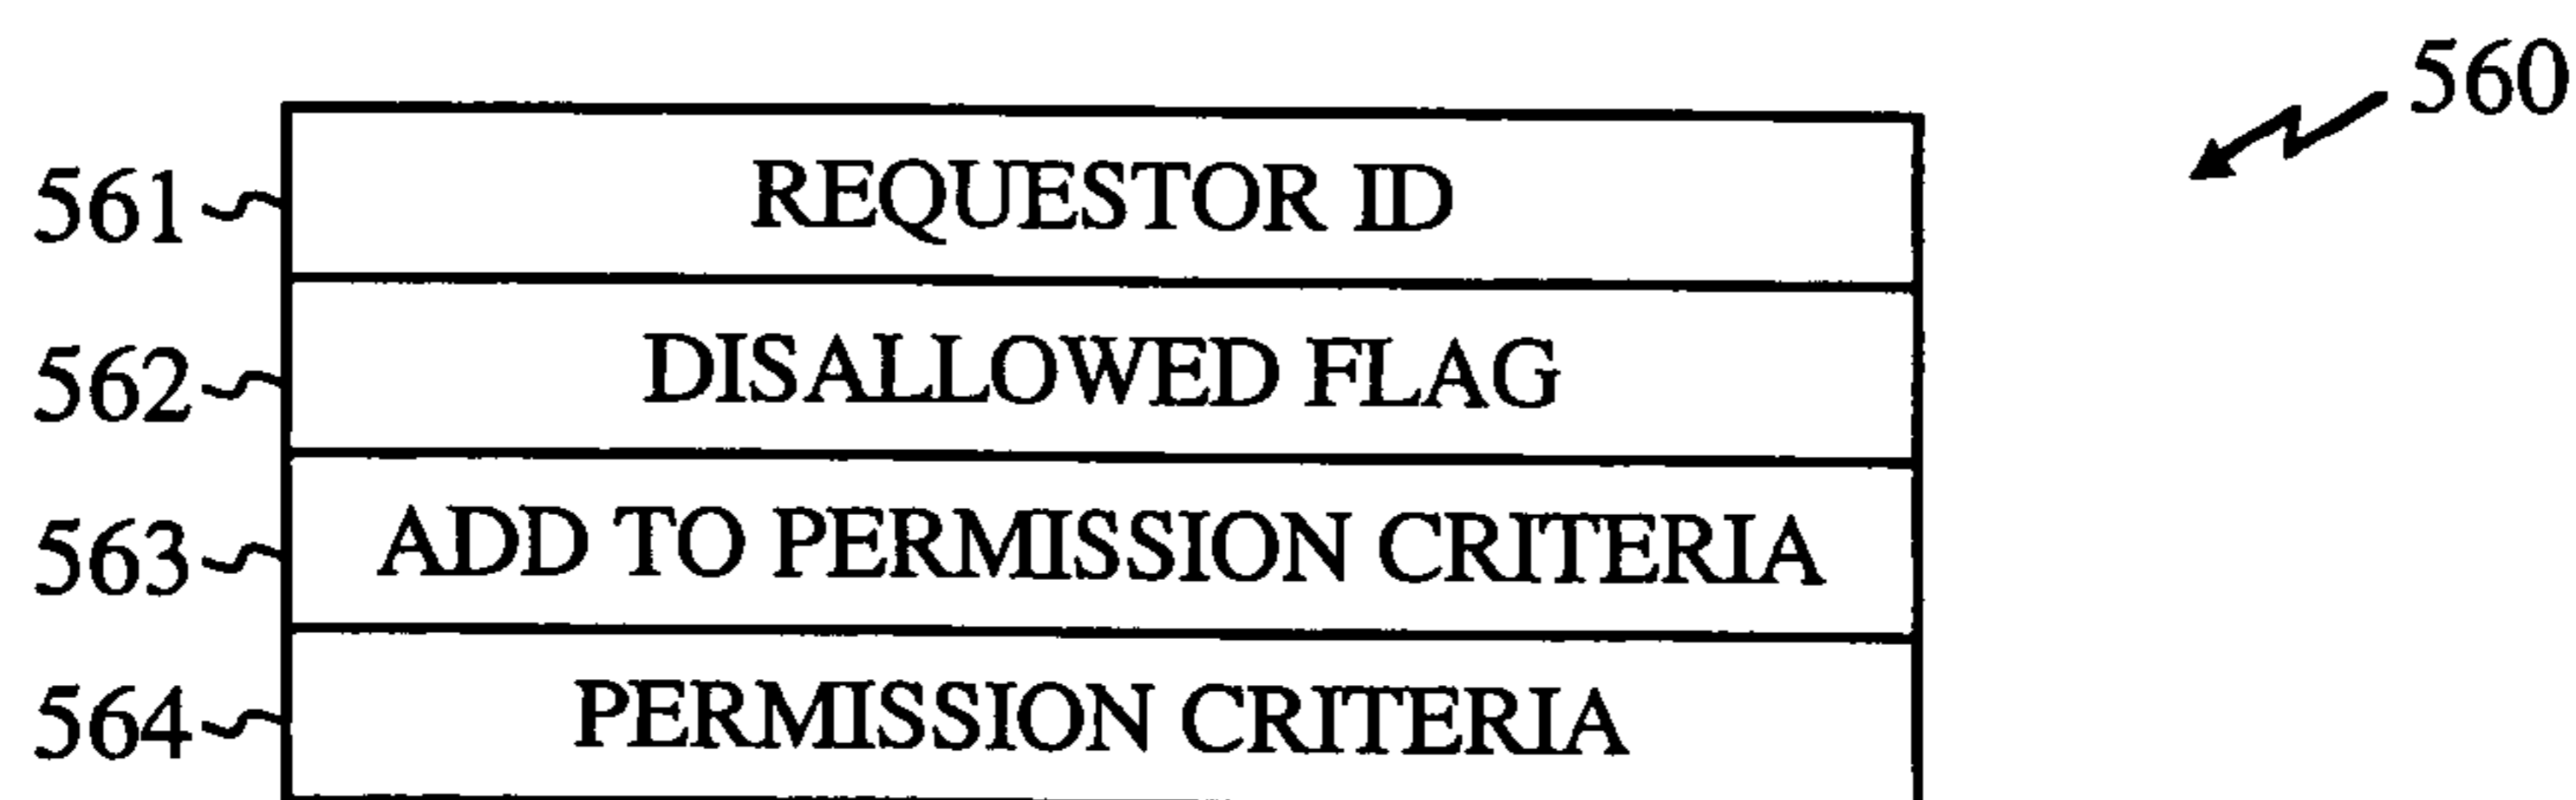 560
561 REQUESTOR ID
562 DISALLOWED FLAG
563 ADD TO PERMISSION CRITERIA
564 PERMISSION CRITERIA